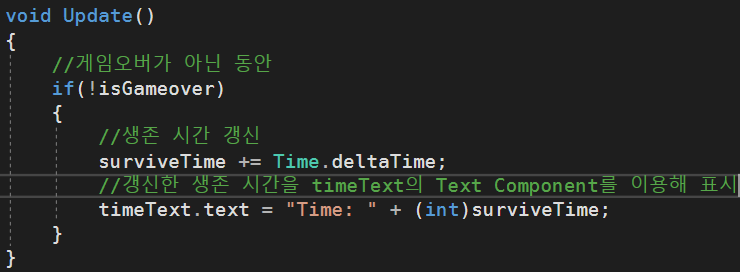 void Update()
{
//게임오버가 아닌 동안
if(!isGameover)
{
//생존 시간 갱신
surviveTime += Time.deltaTime;
//갱신한 생존 시간을 timeText의 Text Component를 이용해 표시
timeText.text = "Time: " + (int)surviveTime;
}
}